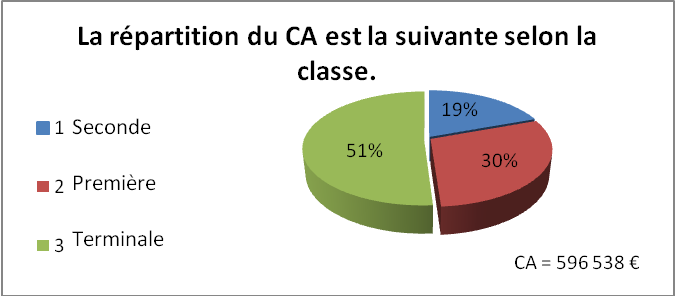 La répartition du CA est la suivante selon la
classe.
1 Seconde
2 Première
3 Terminale
19%
30%
51%
CA = 596 538 €